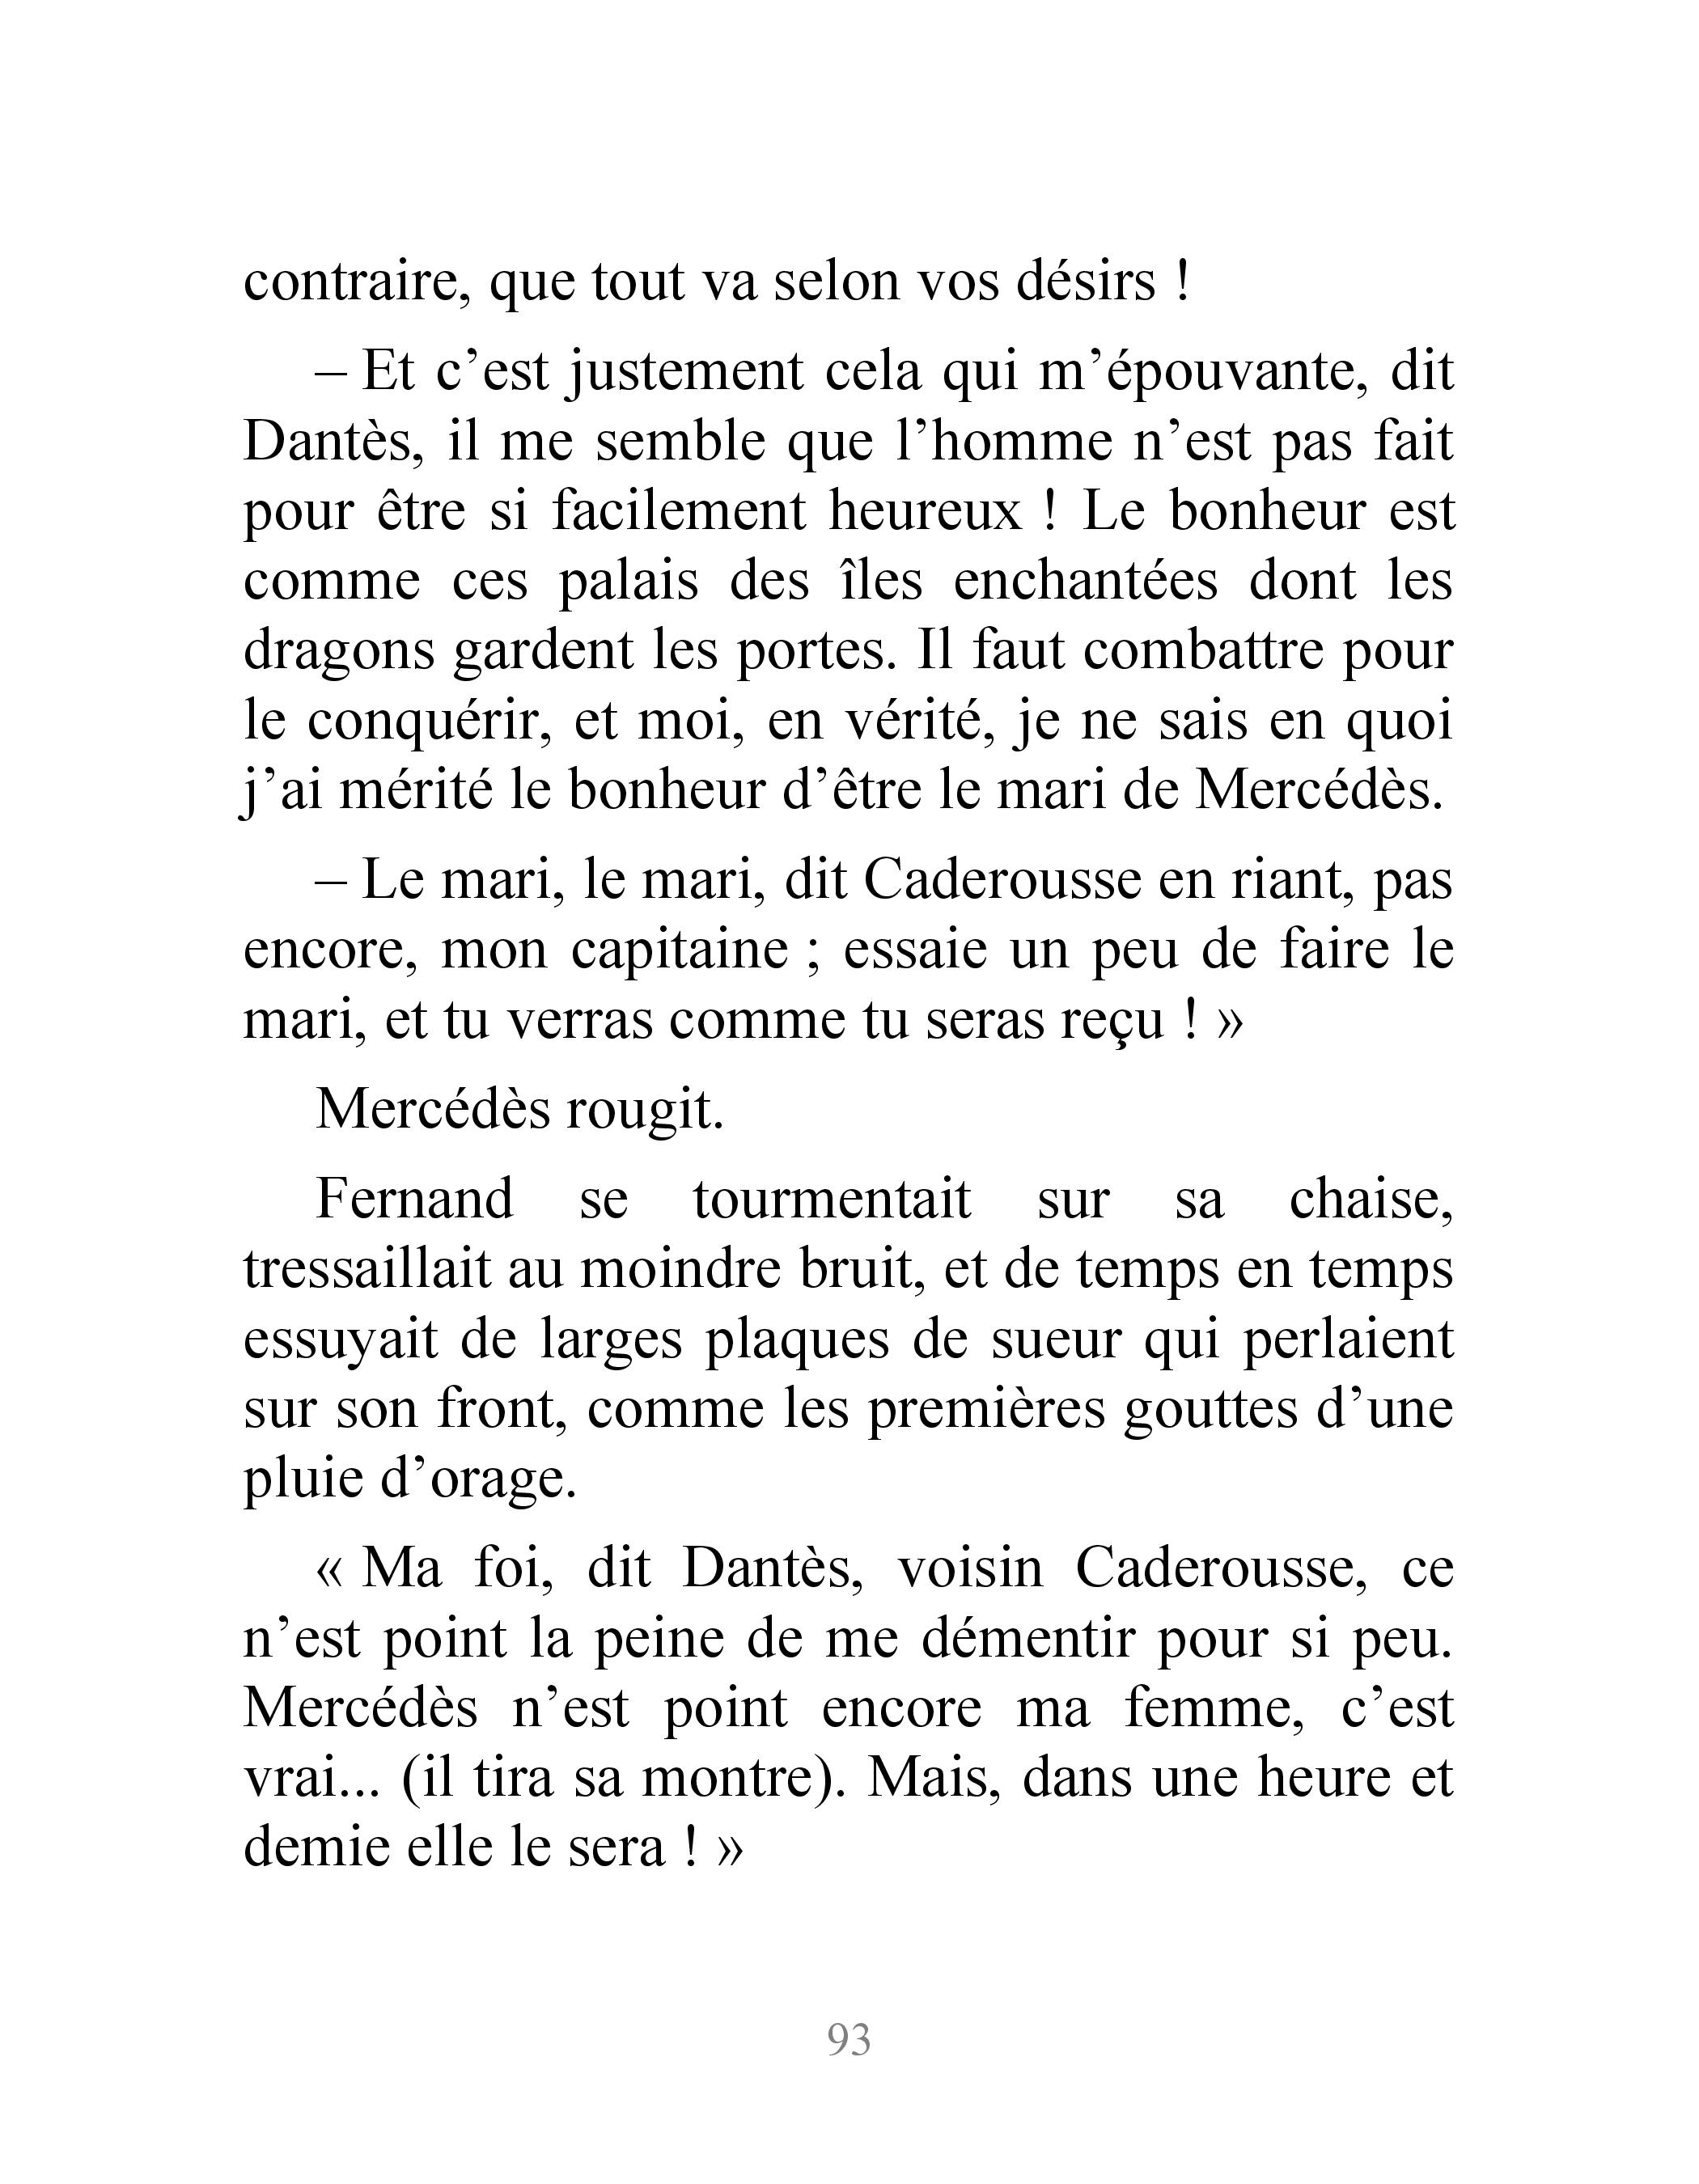 contraire, que tout va selon vos désirs !
– Et c’est justement cela qui m’épouvante, dit
Dantès, il me semble que l’homme n’est pas fait
pour être si facilement heureux ! Le bonheur est
comme ces palais des îles enchantées dont les
dragons gardent les portes. Il faut combattre pour
le conquérir, et moi, en vérité, je ne sais en quoi
j’ai mérité le bonheur d’être le mari de Mercédès.
– Le mari, le mari, dit Caderousse en riant, pas
encore, mon capitaine ; essaie un peu de faire le
mari, et tu verras comme tu seras reçu ! »
Mercédès rougit.
Fernand se tourmentait sur sa chaise,
tressaillait au moindre bruit, et de temps en temps
essuyait de larges plaques de sueur qui perlaient
sur son front, comme les premières gouttes d’une
pluie d’orage.
« Ma foi, dit Dantès, voisin Caderousse, ce
n’est point la peine de me démentir pour si peu.
Mercédès n’est point encore ma femme, c’est
vrai... (il tira sa montre). Mais, dans une heure et
demie elle le sera ! »
93